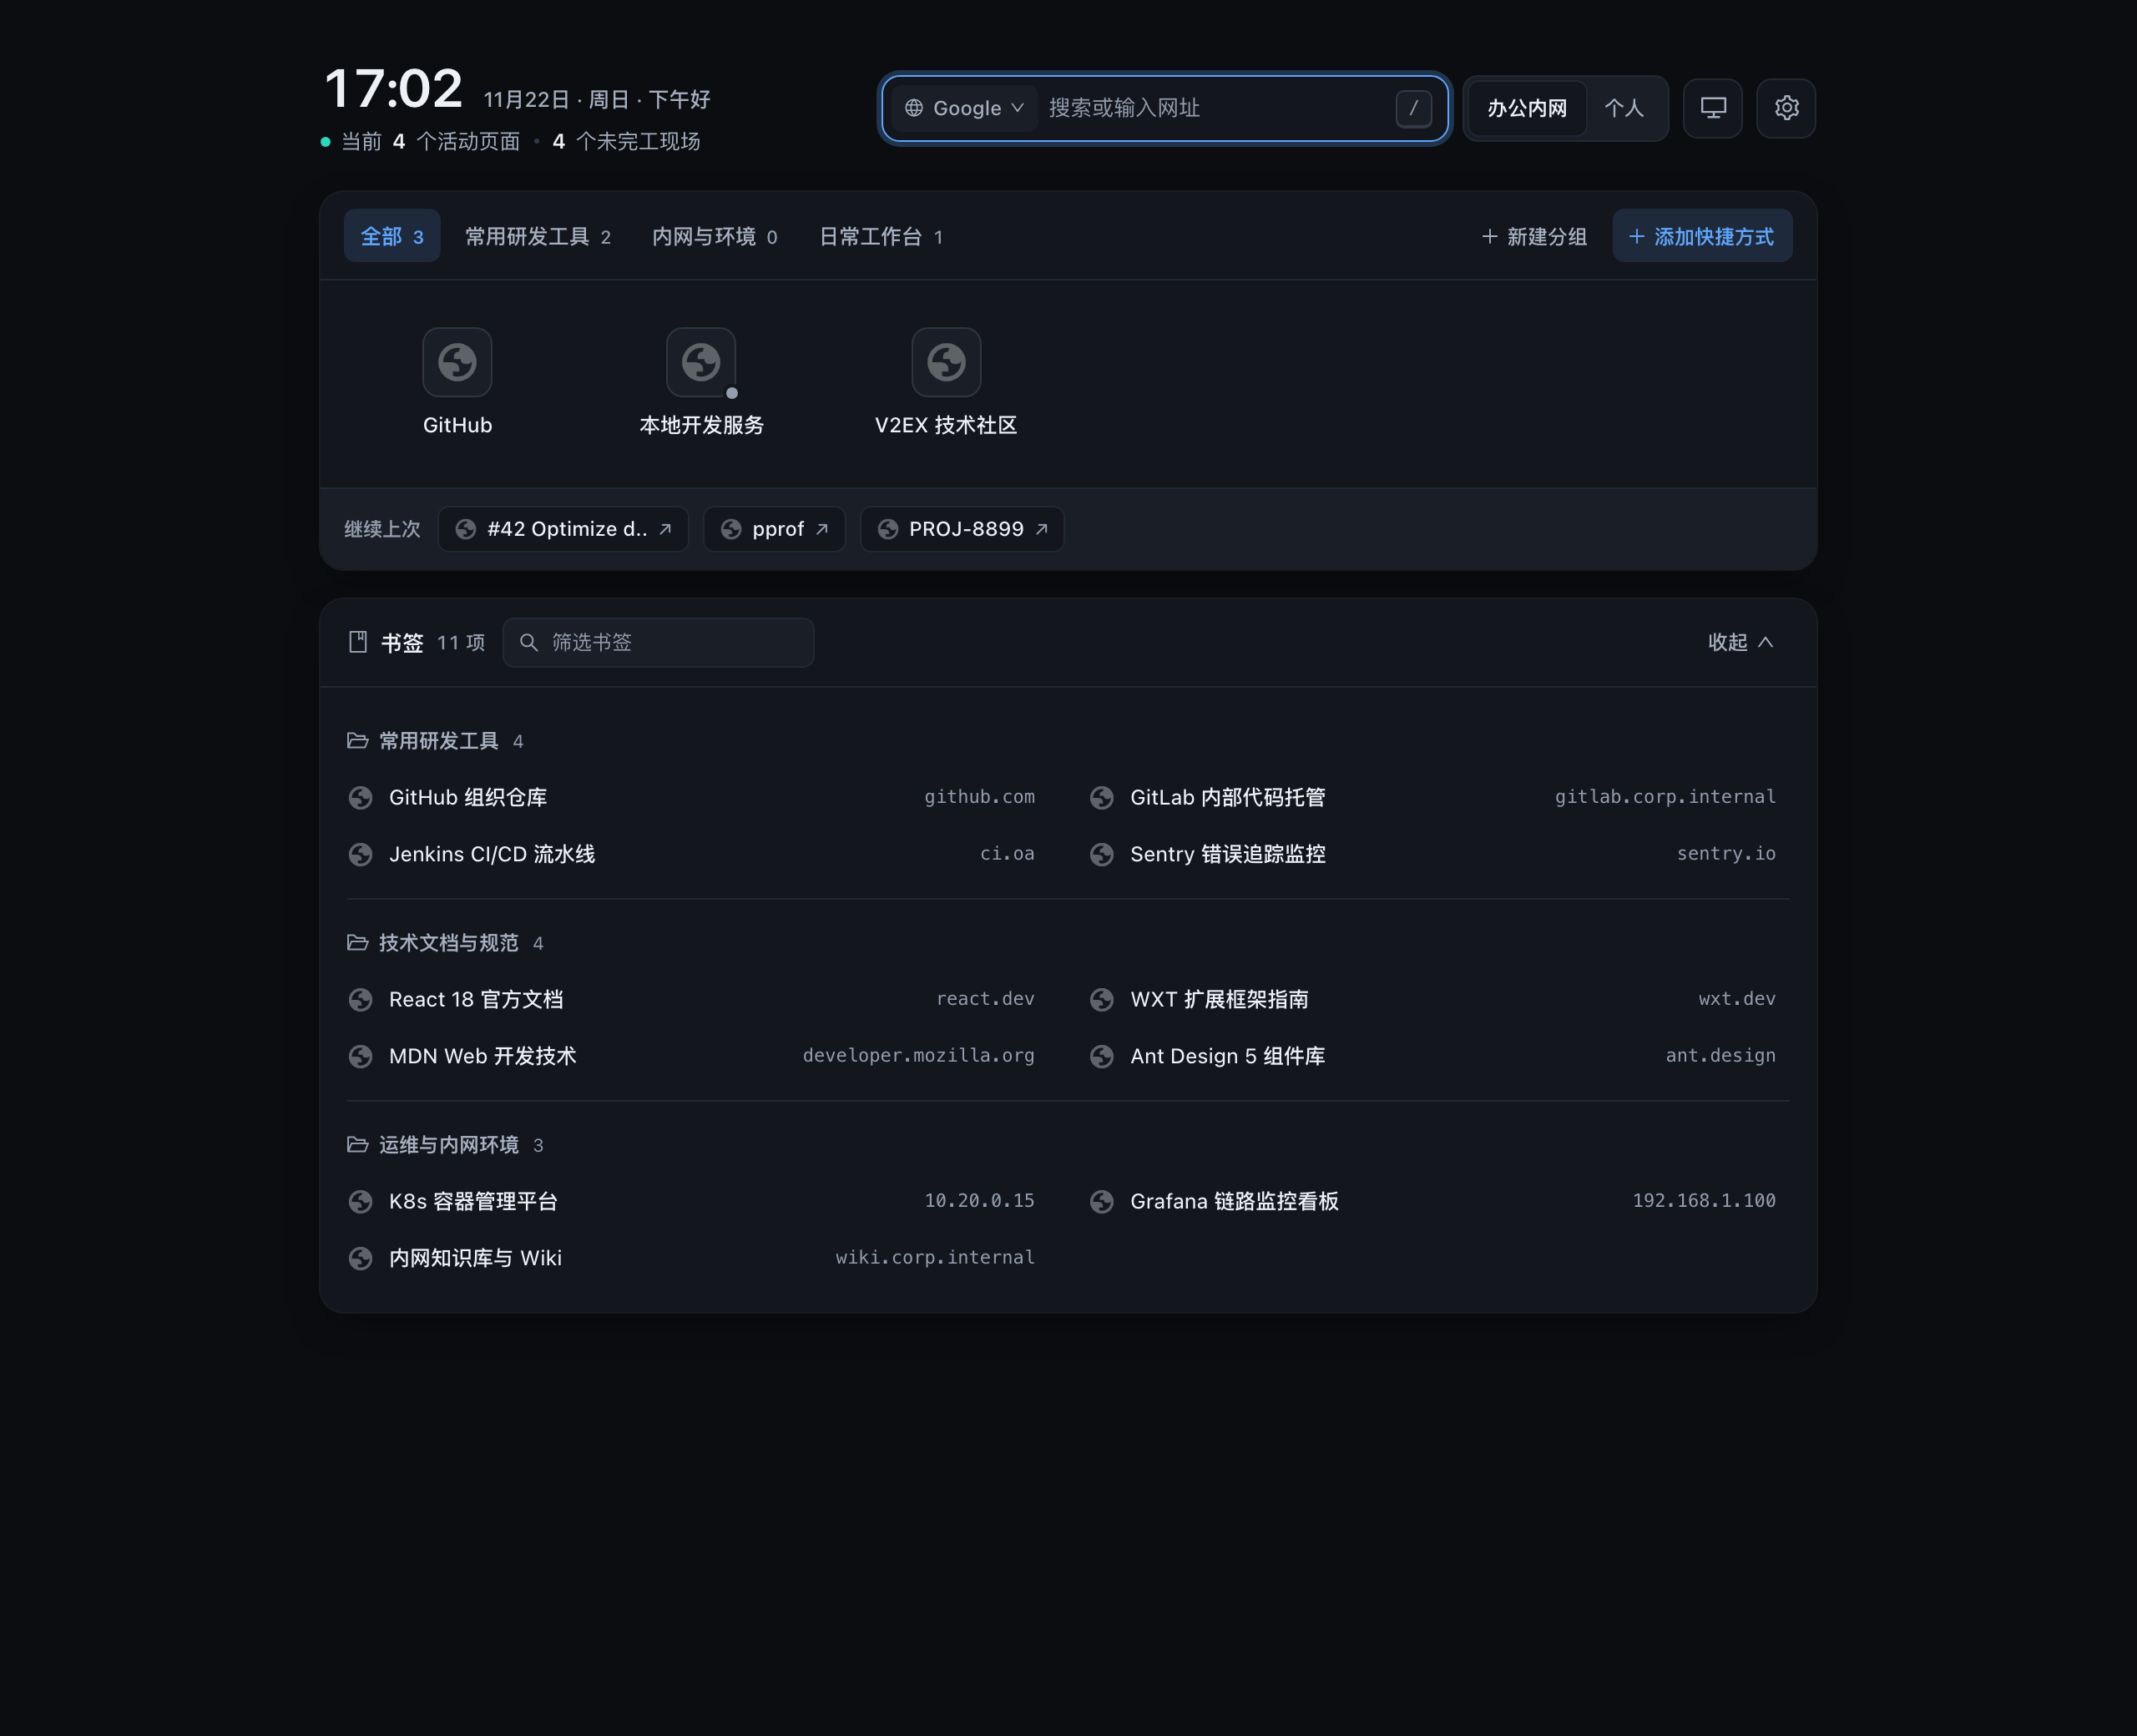 17:02 11月22日 · 周日 · 下午好
当前 4 个活动页面 · 4 个未完工现场
Google 搜索或输入网址 /
办公内网 个人
全部 3 常用研发工具 2 内网与环境 0 日常工作台 1 + 新建分组 + 添加快捷方式
GitHub 本地开发服务 V2EX 技术社区
继续上次 #42 Optimize d.. pprof PROJ-8899
书签 11 项 筛选书签 收起
常用研发工具 4
GitHub 组织仓库 github.com GitLab 内部代码托管 gitlab.corp.internal
Jenkins CI/CD 流水线 ci.oa Sentry 错误追踪监控 sentry.io
技术文档与规范 4
React 18 官方文档 react.dev WXT 扩展框架指南 wxt.dev
MDN Web 开发技术 developer.mozilla.org Ant Design 5 组件库 ant.design
运维与内网环境 3
K8s 容器管理平台 10.20.0.15 Grafana 链路监控看板 192.168.1.100
内网知识库与 Wiki wiki.corp.internal